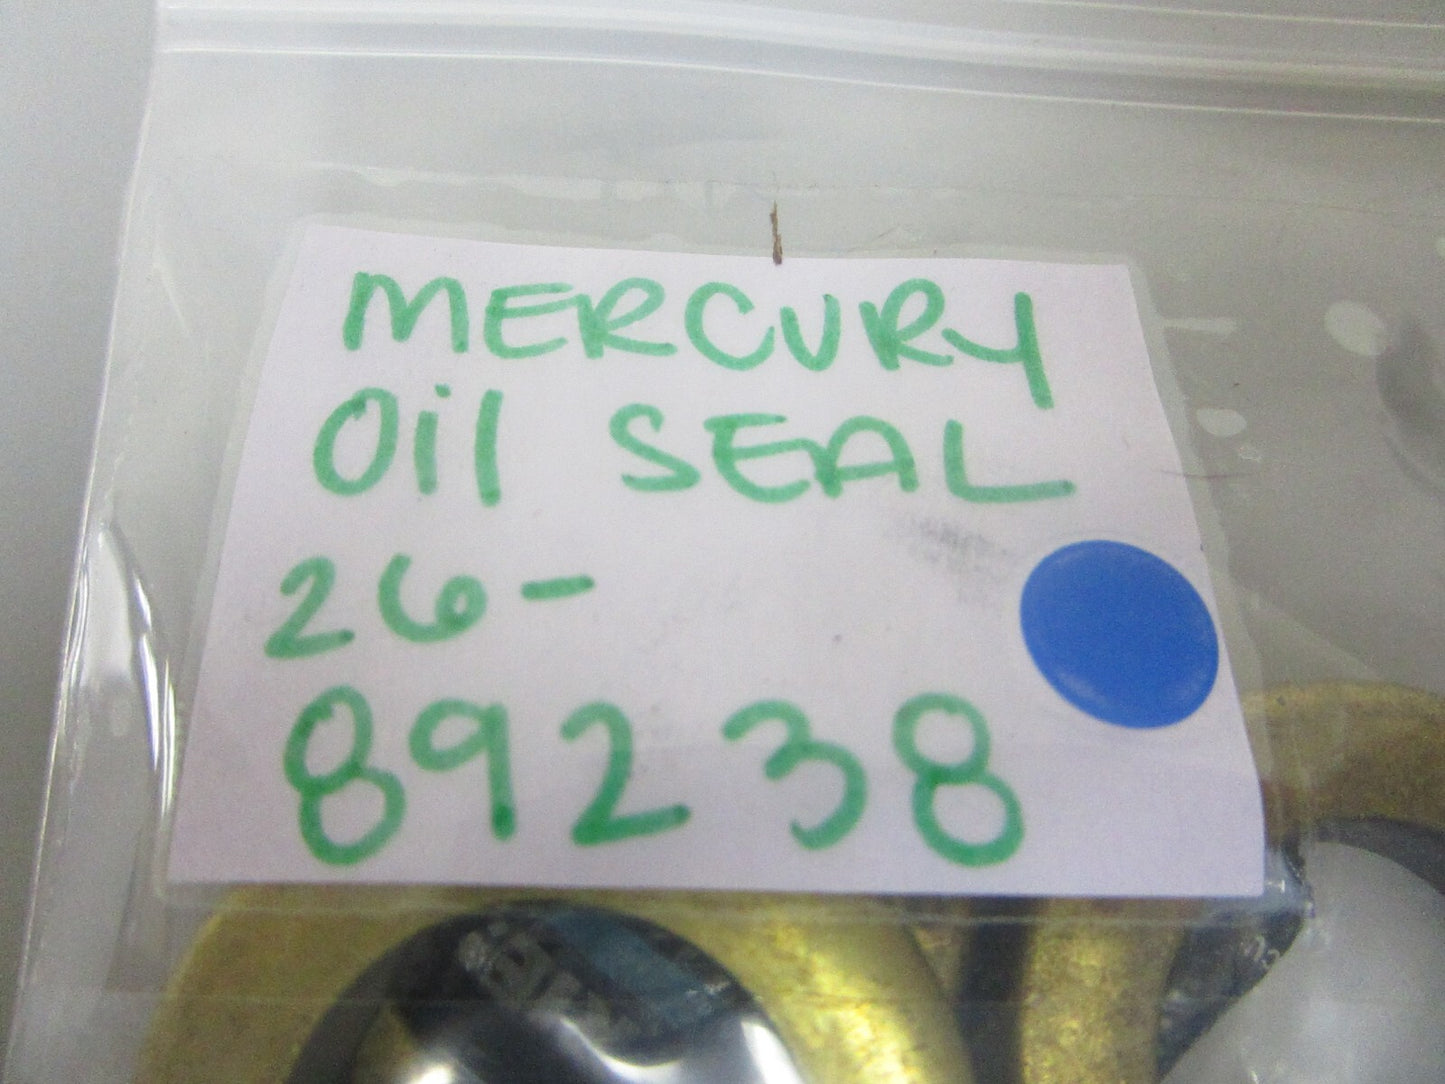 MERCURY
Oil SEAL
26-
89238